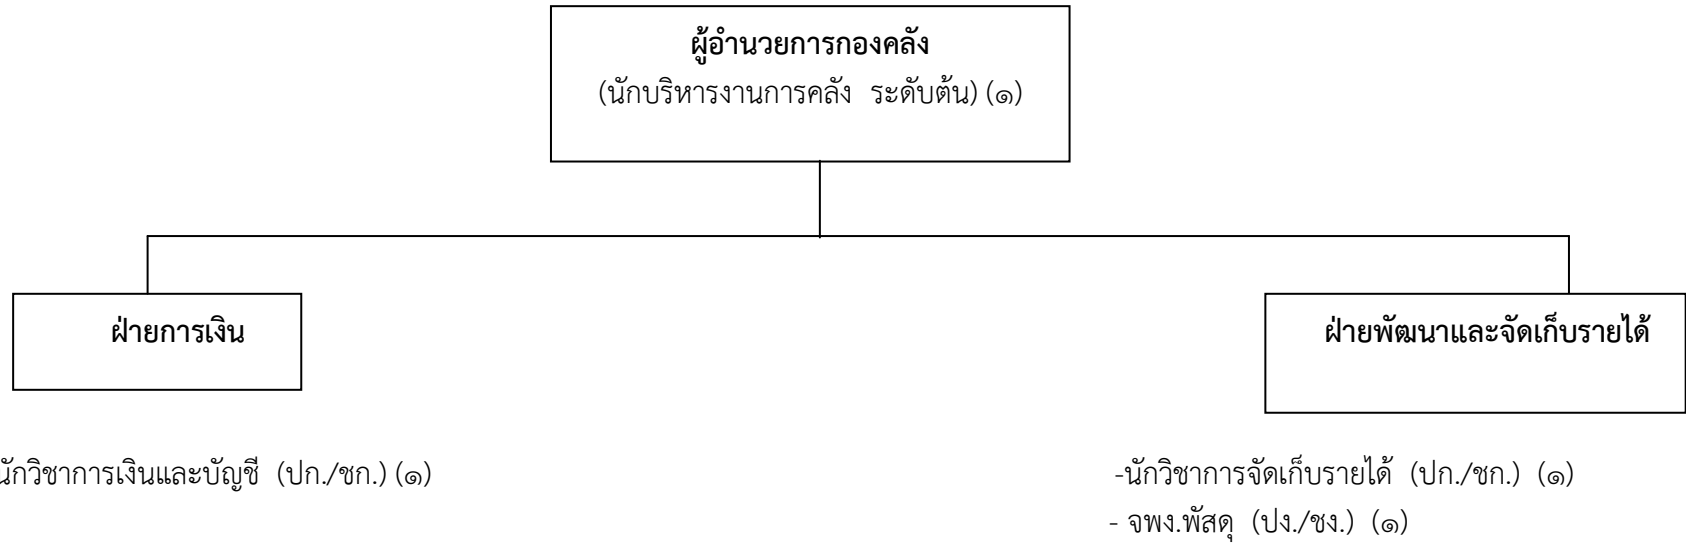 ผู้อำนวยการกองคลัง
(นักบริหารงานการคลัง ระดับต้น) (๑)
ฝ่ายการเงิน
ฝ่ายพัฒนาและจัดเก็บรายได้
นักวิชาการเงินและบัญชี (ปก./ชก.) (๑)
-นักวิชาการจัดเก็บรายได้ (ปก./ชก.) (๑)
- จพง.พัสดุ (ปง./ชง.) (๑)